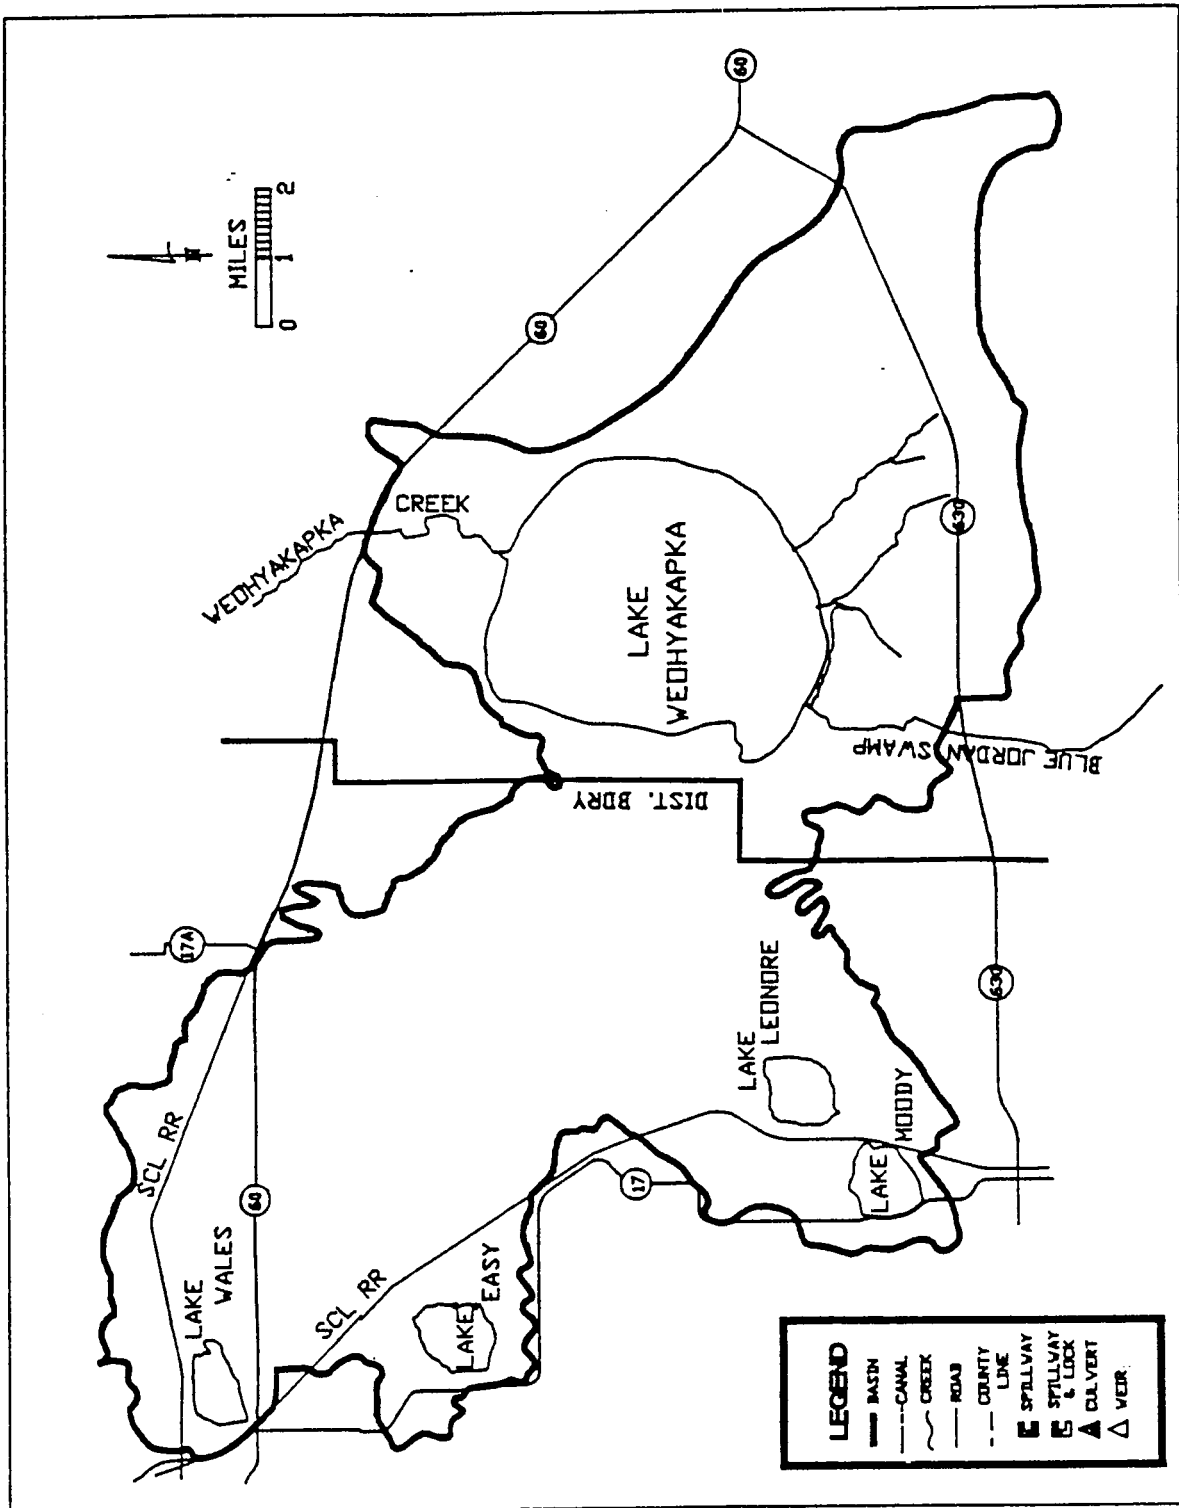 MILES
0 1 2
60
60
CREEK
WEOHYAKAPKA
LAKE
WEOHYAKAPKA
630
BLUE JORDAN SWAMP
DIST. BDRY
17A
630
LAKE
LEONORE
SCL RR
MOODY
LAKE
17
60
LAKE
WALES
SCL RR
LAKE
EASY
LEGEND
BASIN
CANAL
CREEK
ROAD
COUNTY
LINE
SPILLWAY
SPILLWAY
& LOCK
CULVERT
WEIR